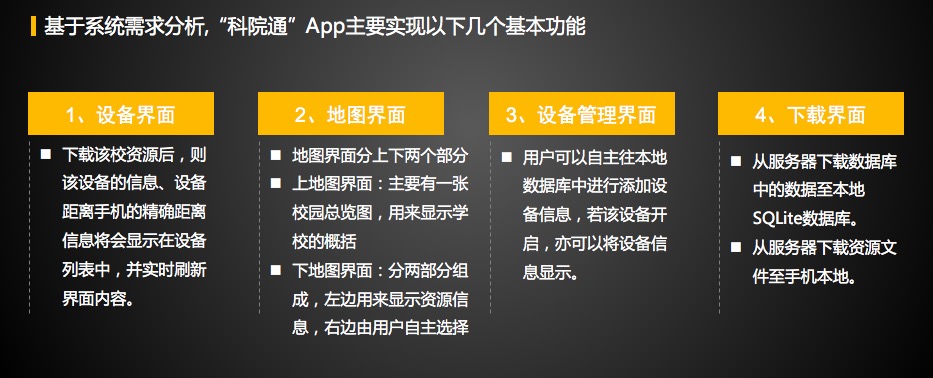 基于系统需求分析,“科院通”App主要实现以下几个基本功能
1、设备界面
下载该校资源后，则
该设备的信息、设备
距离手机的精确距离
信息将会显示在设备
列表中，并实时刷新
界面内容。
2、地图界面
地图界面分上下两个部分
上地图界面：主要有一张
校园总览图，用来显示学
校的概括
下地图界面：分两部分组
成，左边用来显示资源信
息，右边由用户自主选择
3、设备管理界面
用户可以自主往本地
数据库中进行添加设
备信息，若该设备开
启，亦可以将设备信
息显示。
4、下载界面
从服务器下载数据库
中的数据至本地
SQLite数据库。
从服务器下载资源文
件至手机本地。